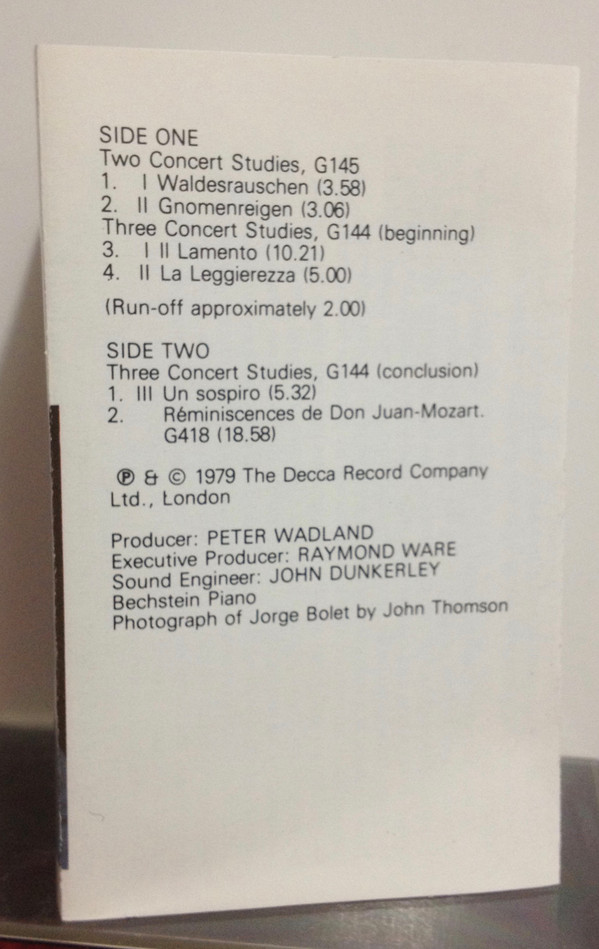 SIDE ONE
Two Concert Studies, G145
1. I Waldesrauschen (3.58)
2. II Gnomenreigen (3.06)
Three Concert Studies, G144 (beginning)
3. I Il Lamento (10.21)
4. II La Leggierezza (5.00)
(Run-off approximately 2.00)
SIDE TWO
Three Concert Studies, G144 (conclusion)
1. III Un sospiro (5.32)
2. Réminiscences de Don Juan-Mozart.
G418 (18.58)
℗ & © 1979 The Decca Record Company
Ltd., London
Producer: PETER WADLAND
Executive Producer: RAYMOND WARE
Sound Engineer: JOHN DUNKERLEY
Bechstein Piano
Photograph of Jorge Bolet by John Thomson